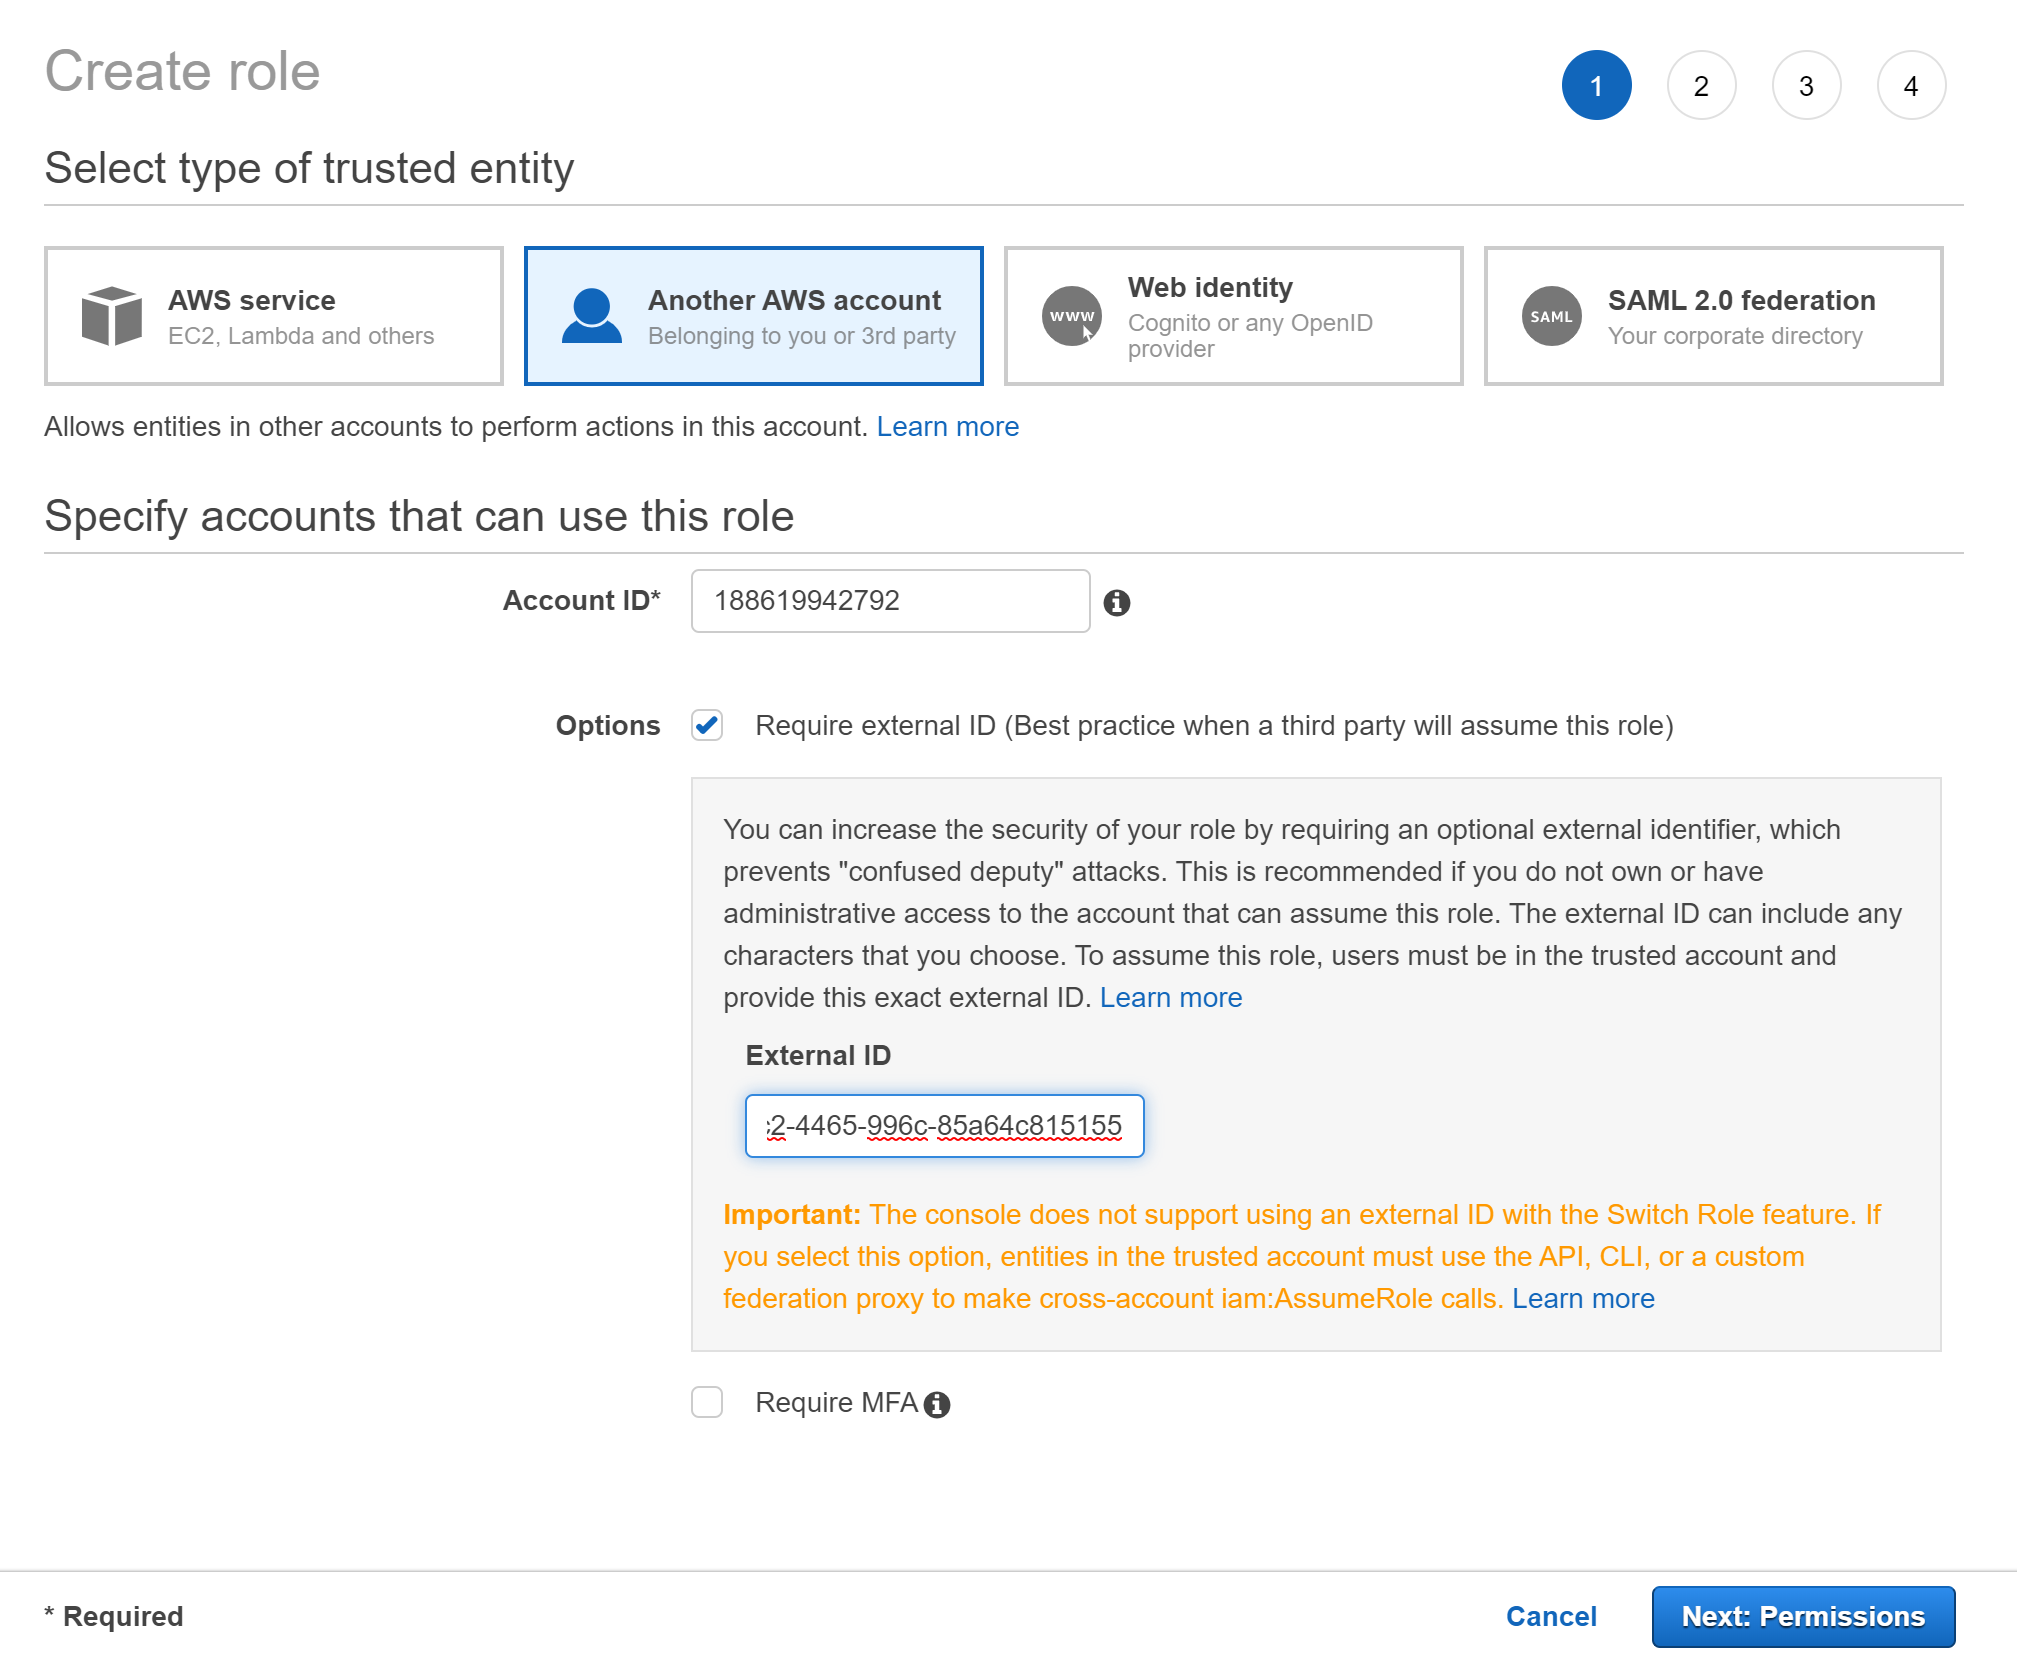 Create role
1 2 3 4
Select type of trusted entity
AWS service
EC2, Lambda and others
Another AWS account
Belonging to you or 3rd party
www
Web identity
Cognito or any OpenID
provider
SAML
SAML 2.0 federation
Your corporate directory
Allows entities in other accounts to perform actions in this account. Learn more
Specify accounts that can use this role
Account ID* 188619942792
Options Require external ID (Best practice when a third party will assume this role)
You can increase the security of your role by requiring an optional external identifier, which
prevents "confused deputy" attacks. This is recommended if you do not own or have
administrative access to the account that can assume this role. The external ID can include any
characters that you choose. To assume this role, users must be in the trusted account and
provide this exact external ID. Learn more
External ID
2-4465-996c-85a64c815155
Important: The console does not support using an external ID with the Switch Role feature. If
you select this option, entities in the trusted account must use the API, CLI, or a custom
federation proxy to make cross-account iam:AssumeRole calls. Learn more
Require MFA
* Required
Cancel
Next: Permissions